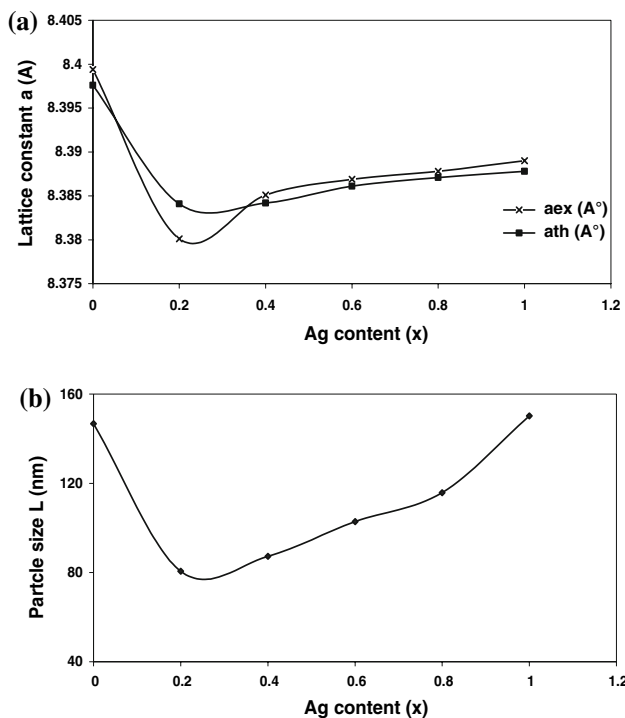 (a)
Lattice constant a (A)
8.405
8.4
8.395
8.39
8.385
8.38
8.375
0 0.2 0.4 0.6 0.8 1 1.2
Ag content (x)
aex (A°)
ath (A°)
(b)
Partcle size L (nm)
160
120
80
40
0 0.2 0.4 0.6 0.8 1 1.2
Ag content (x)